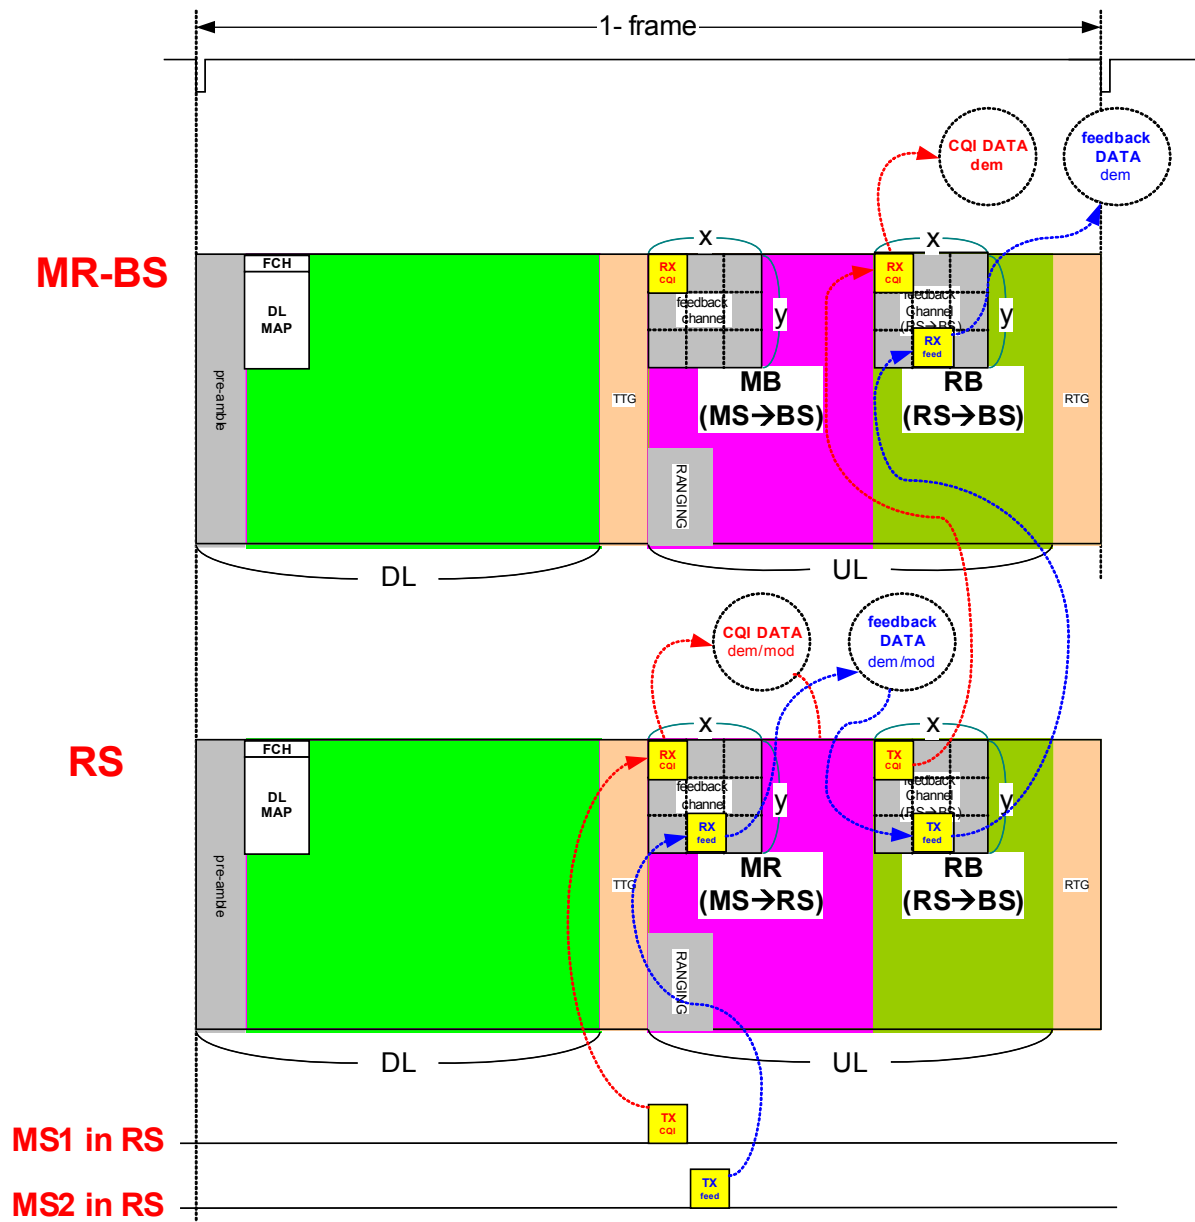 1- frame
CQI DATA
dem
feedback
DATA
dem
MR-BS
FCH
DL
MAP
pre-amble
TTG
X
RX
CQI
feedback
channel
y
MB
(MS→BS)
RANGING
X
RX
CQI
feedback
Channel
(RS→BS)
RX
feed
y
RB
(RS→BS)
RTG
DL
UL
CQI DATA
dem/mod
feedback
DATA
dem/mod
RS
FCH
DL
MAP
pre-amble
TTG
X
RX
CQI
feedback
channel
RX
feed
y
MR
(MS→RS)
RANGING
X
TX
CQI
feedback
Channel
(RS→BS)
TX
feed
y
RB
(RS→BS)
RTG
DL
UL
MS1 in RS
TX
CQI
MS2 in RS
TX
feed